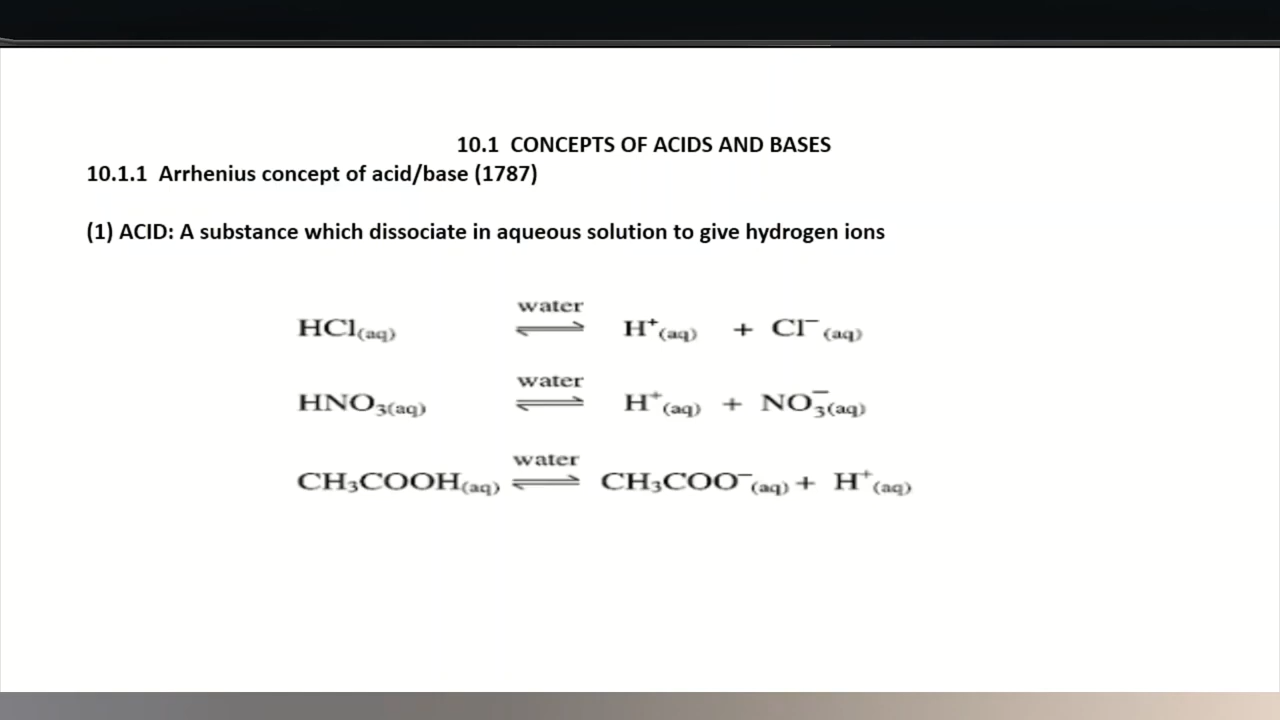 10.1 CONCEPTS OF ACIDS AND BASES
10.1.1 Arrhenius concept of acid/base (1787)
(1) ACID: A substance which dissociate in aqueous solution to give hydrogen ions
water
HCl(aq) ⇌ H⁺(aq) + Cl⁻(aq)
water
HNO₃(aq) ⇌ H⁺(aq) + NO₃⁻(aq)
water
CH₃COOH(aq) ⇌ CH₃COO⁻(aq) + H⁺(aq)